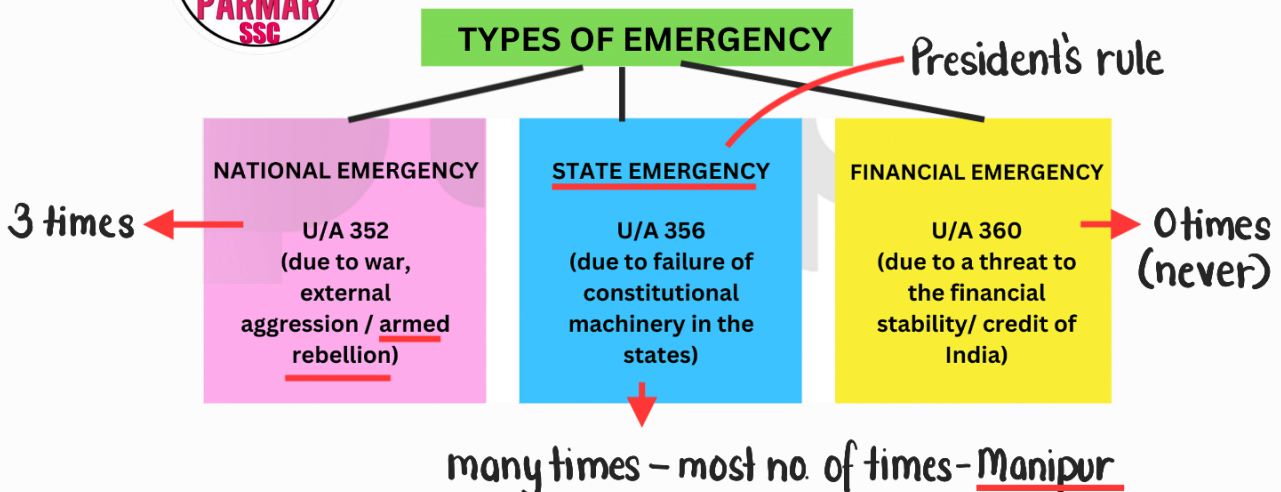 PARMAR
SSC
TYPES OF EMERGENCY
President's rule
NATIONAL EMERGENCY
U/A 352
(due to war,
external
aggression / armed
rebellion)
3 times
STATE EMERGENCY
U/A 356
(due to failure of
constitutional
machinery in the
states)
FINANCIAL EMERGENCY
U/A 360
(due to a threat to
the financial
stability/ credit of
India)
0 times
(never)
many times – most no. of times – Manipur